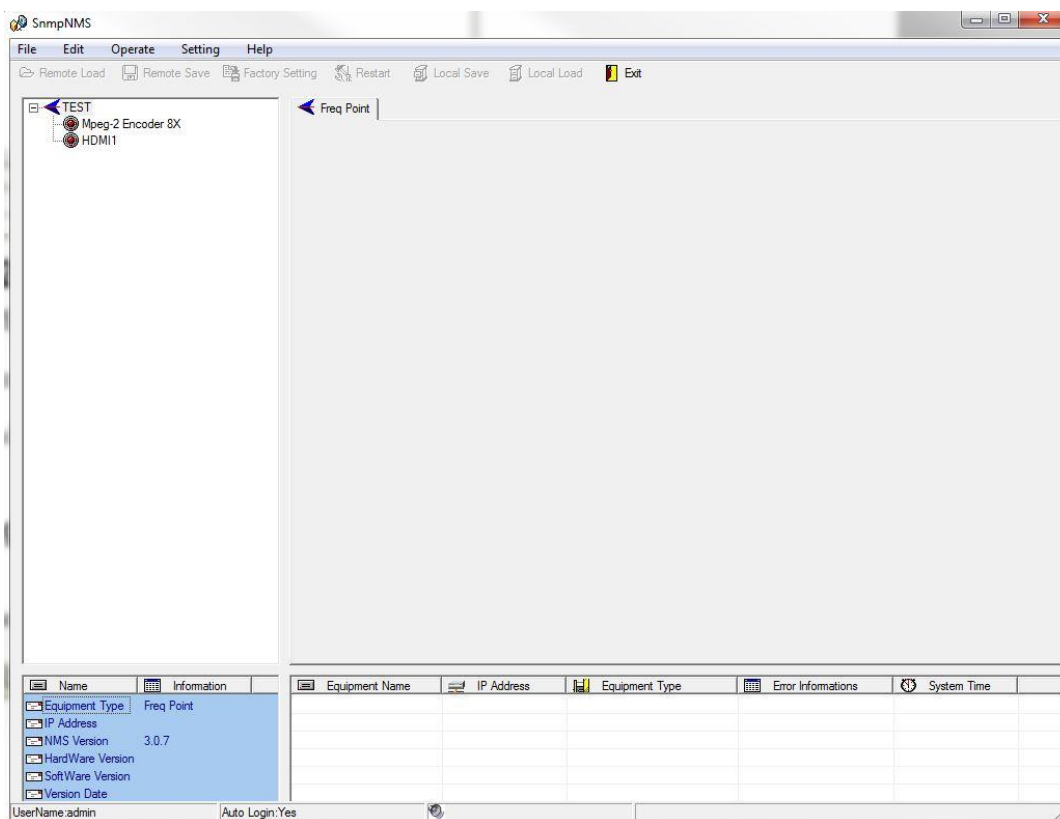 SnmpNMS
File Edit Operate Setting Help
Remote Load Remote Save Factory Setting Restart Local Save Local Load Exit
TEST
Mpeg-2 Encoder 8X
HDMI1
Freq Point
Name Information
Equipment Type Freq Point
IP Address
NMS Version 3.0.7
HardWare Version
SoftWare Version
Version Date
Equipment Name IP Address Equipment Type Error Informations System Time
UserName:admin Auto Login:Yes